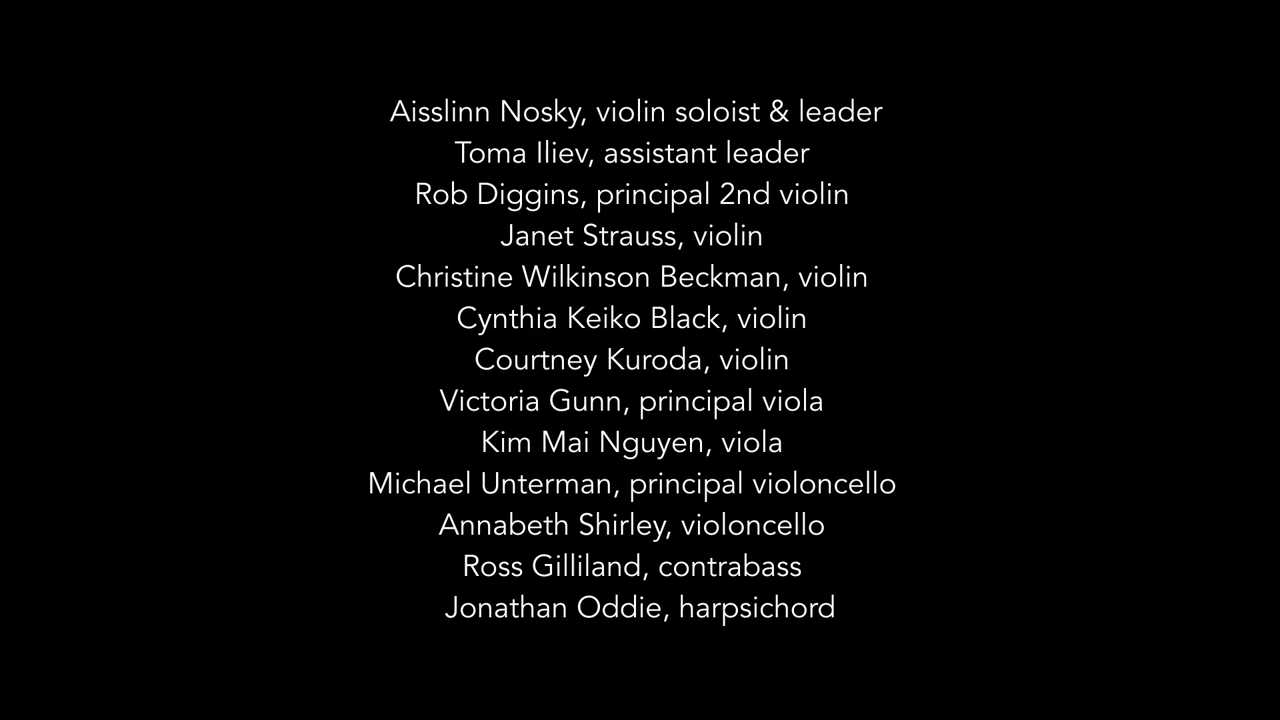 Aisslinn Nosky, violin soloist & leader
Toma Iliev, assistant leader
Rob Diggins, principal 2nd violin
Janet Strauss, violin
Christine Wilkinson Beckman, violin
Cynthia Keiko Black, violin
Courtney Kuroda, violin
Victoria Gunn, principal viola
Kim Mai Nguyen, viola
Michael Unterman, principal violoncello
Annabeth Shirley, violoncello
Ross Gilliland, contrabass
Jonathan Oddie, harpsichord